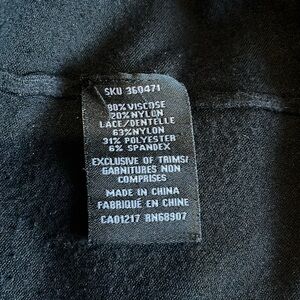 SKU 360471
80% VISCOSE
20% NYLON
LACE/DENTELLE
63% NYLON
31% POLYESTER
6% SPANDEX
EXCLUSIVE OF TRIMS/
GARNITURES NON
COMPRISES
MADE IN CHINA
FABRIQUÉ EN CHINE
CA01217 RN68907